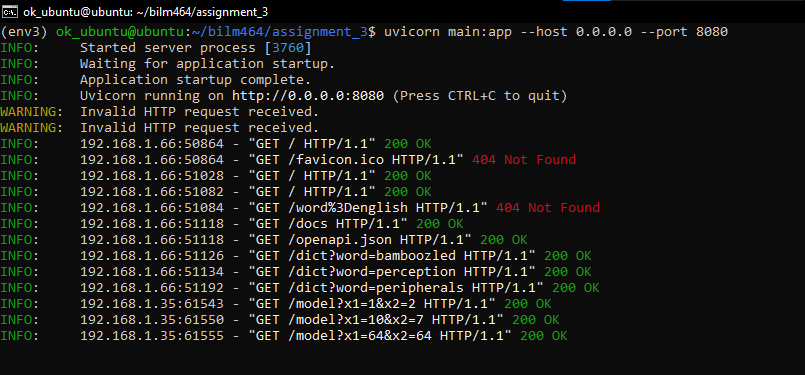 ok_ubuntu@ubuntu: ~/bilm464/assignment_3
(env3) ok_ubuntu@ubuntu:~/bilm464/assignment_3$ uvicorn main:app --host 0.0.0.0 --port 8080
INFO:     Started server process [3760]
INFO:     Waiting for application startup.
INFO:     Application startup complete.
INFO:     Uvicorn running on http://0.0.0.0:8080 (Press CTRL+C to quit)
WARNING:  Invalid HTTP request received.
WARNING:  Invalid HTTP request received.
INFO:     192.168.1.66:50864 - "GET / HTTP/1.1" 200 OK
INFO:     192.168.1.66:50864 - "GET /favicon.ico HTTP/1.1" 404 Not Found
INFO:     192.168.1.66:51028 - "GET / HTTP/1.1" 200 OK
INFO:     192.168.1.66:51082 - "GET / HTTP/1.1" 200 OK
INFO:     192.168.1.66:51084 - "GET /word%3Denglish HTTP/1.1" 404 Not Found
INFO:     192.168.1.66:51118 - "GET /docs HTTP/1.1" 200 OK
INFO:     192.168.1.66:51118 - "GET /openapi.json HTTP/1.1" 200 OK
INFO:     192.168.1.66:51126 - "GET /dict?word=bamboozled HTTP/1.1" 200 OK
INFO:     192.168.1.66:51134 - "GET /dict?word=perception HTTP/1.1" 200 OK
INFO:     192.168.1.66:51192 - "GET /dict?word=peripherals HTTP/1.1" 200 OK
INFO:     192.168.1.35:61543 - "GET /model?x1=1&x2=2 HTTP/1.1" 200 OK
INFO:     192.168.1.35:61550 - "GET /model?x1=10&x2=7 HTTP/1.1" 200 OK
INFO:     192.168.1.35:61555 - "GET /model?x1=64&x2=64 HTTP/1.1" 200 OK